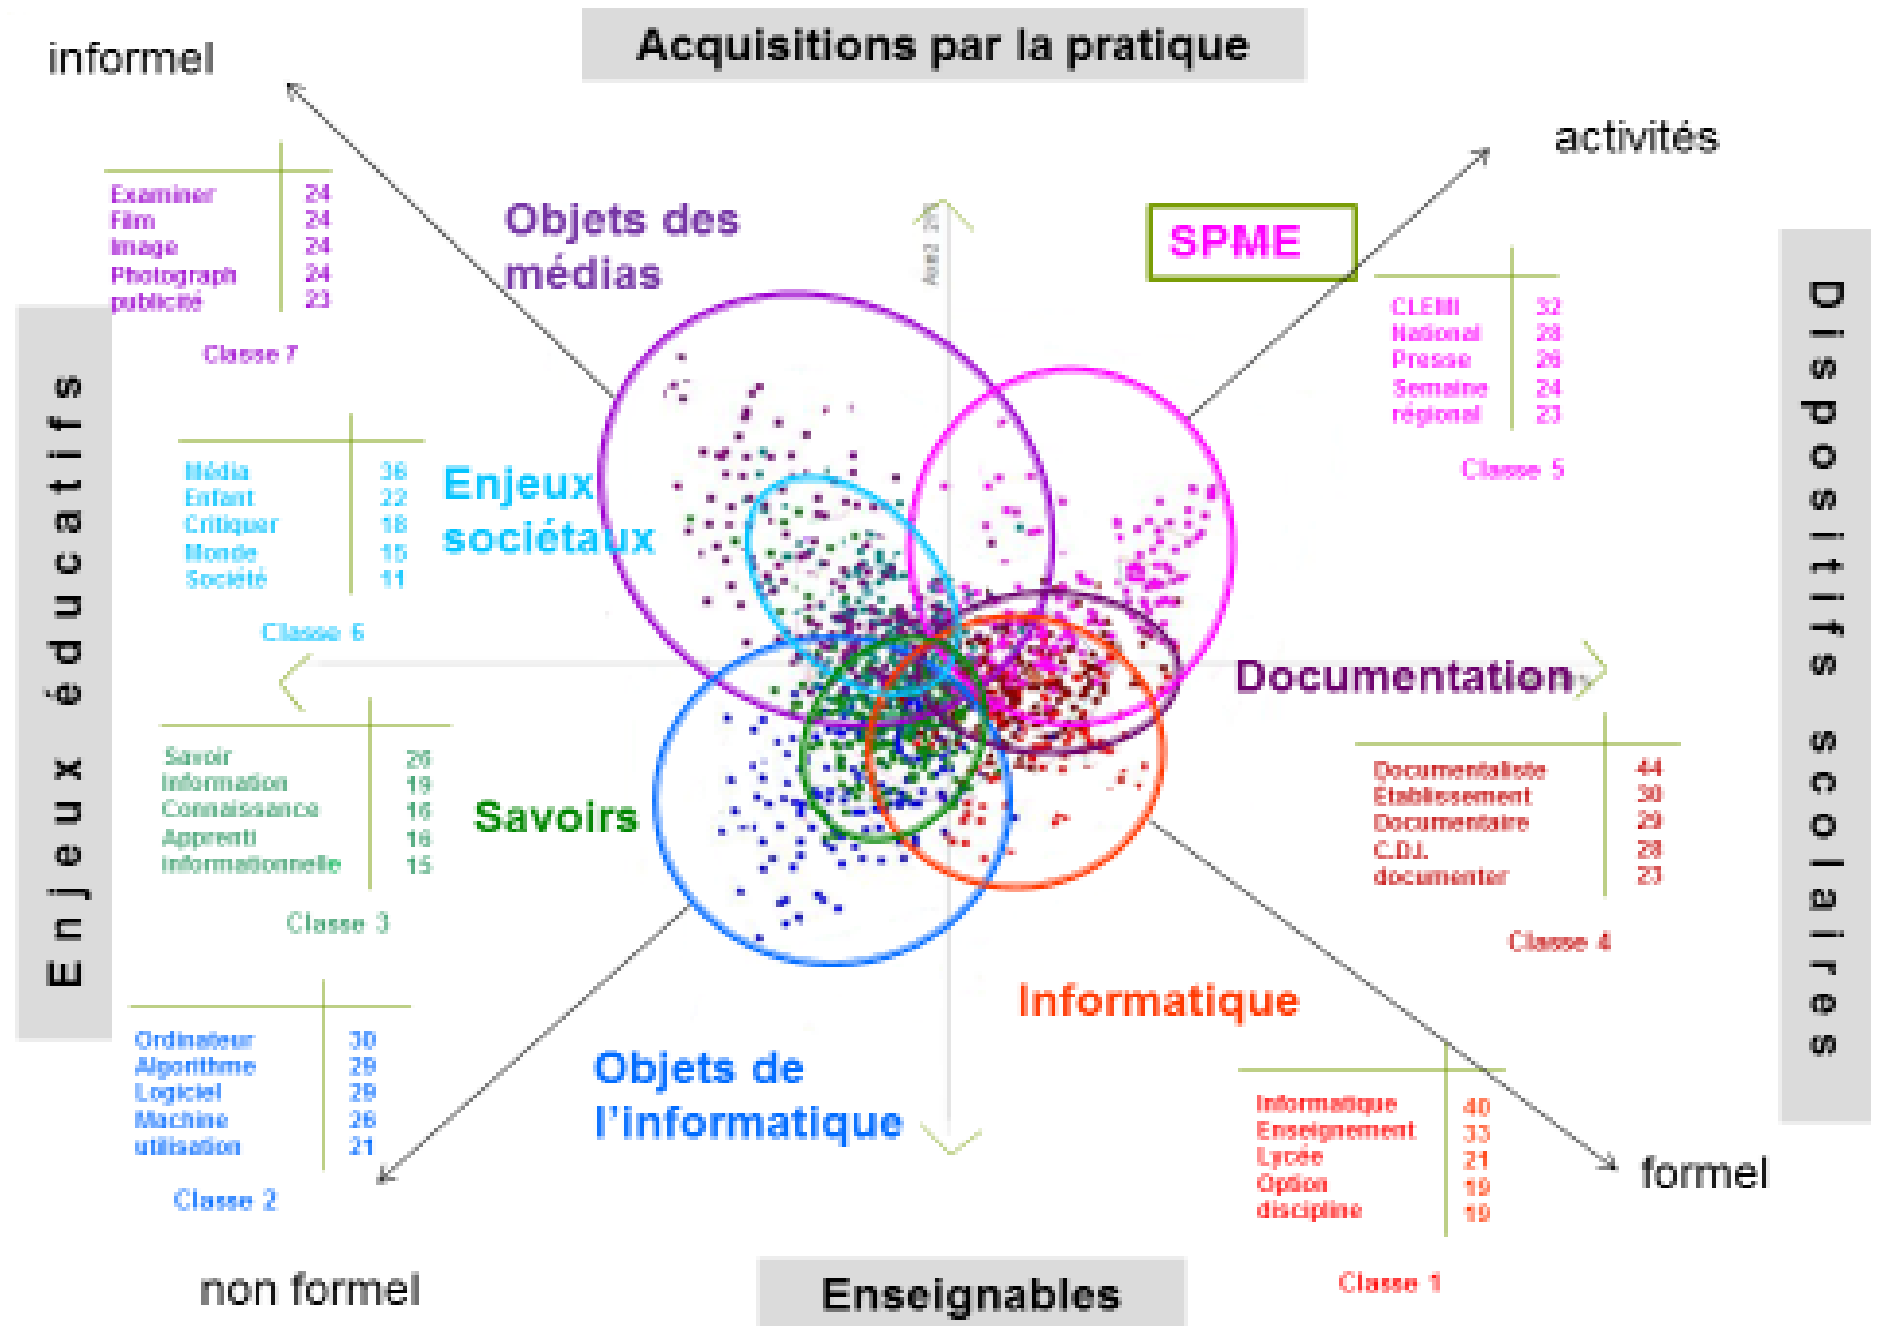 Acquisitions par la pratique
informel
activités
Examiner 24
Film 24
Image 24
Photograph 24
publicité 23
Classe 7
Objets des
médias
SPME
CLEMI 32
National 28
Presse 26
Semaine 24
régional 23
Classe 5
Enjeux éducatifs
Dispositifs scolaires
Média 36
Enfant 22
Critiquer 18
Monde 15
Société 11
Classe 6
Enjeux
sociétaux
Documentation
Savoir 26
Information 19
Connaissance 16
Apprenti 16
informationnelle 15
Classe 3
Savoirs
Documentaliste 44
Etablissement 30
Documentaire 29
C.D.I. 28
documenter 23
Classe 4
Ordinateur 30
Algorithme 29
Logiciel 29
Machine 26
utilisation 21
Classe 2
Objets de
l'informatique
Informatique
Informatique 40
Enseignement 33
Lycée 21
Option 19
discipline 19
Classe 1
formel
non formel
Enseignables